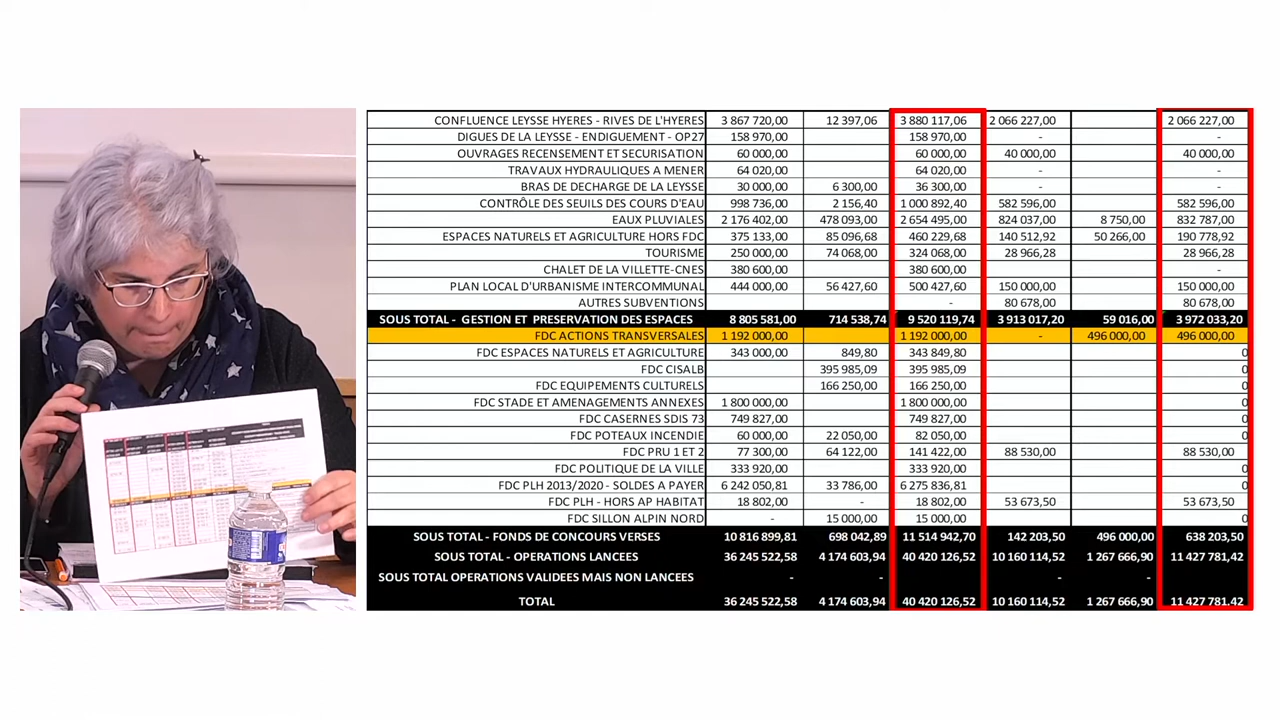 CONFLUENCE LEYSSE HYERES - RIVES DE L'HYERES 3 867 720,00 12 397,06 3 880 117,06 2 066 227,00 2 066 227,00
DIGUES DE LA LEYSSE - ENDIGUEMENT - OP27 158 970,00 158 970,00 - -
OUVRAGES RECENSEMENT ET SECURISATION 60 000,00 60 000,00 40 000,00 40 000,00
TRAVAUX HYDRAULIQUES A MENER 64 020,00 64 020,00 - -
BRAS DE DECHARGE DE LA LEYSSE 30 000,00 6 300,00 36 300,00 - -
CONTRÔLE DES SEUILS DES COURS D'EAU 998 736,00 2 156,40 1 000 892,40 582 596,00 582 596,00
EAUX PLUVIALES 2 176 402,00 478 093,00 2 654 495,00 824 037,00 8 750,00 832 787,00
ESPACES NATURELS ET AGRICULTURE HORS FDC 375 133,00 85 096,68 460 229,68 140 512,92 50 266,00 190 778,92
TOURISME 250 000,00 74 068,00 324 068,00 28 966,28 28 966,28
CHALET DE LA VILLETTE-CNES 380 600,00 380 600,00 -
PLAN LOCAL D'URBANISME INTERCOMMUNAL 444 000,00 56 427,60 500 427,60 150 000,00 150 000,00
AUTRES SUBVENTIONS - 80 678,00 80 678,00
SOUS TOTAL - GESTION ET PRESERVATION DES ESPACES 8 805 581,00 714 538,74 9 520 119,74 3 913 017,20 59 016,00 3 972 033,20
FDC ACTIONS TRANSVERSALES 1 192 000,00 1 192 000,00 - 496 000,00 496 000,00
FDC ESPACES NATURELS ET AGRICULTURE 343 000,00 849,80 343 849,80 0
FDC CISALB 395 985,09 395 985,09 0
FDC EQUIPEMENTS CULTURELS 166 250,00 166 250,00 0
FDC STADE ET AMENAGEMENTS ANNEXES 1 800 000,00 1 800 000,00 0
FDC CASERNES SDIS 73 749 827,00 749 827,00 0
FDC POTEAUX INCENDIE 60 000,00 22 050,00 82 050,00 0
FDC PRU 1 ET 2 77 300,00 64 122,00 141 422,00 88 530,00 88 530,00
FDC POLITIQUE DE LA VILLE 333 920,00 333 920,00 0
FDC PLH 2013/2020 - SOLDES A PAYER 6 242 050,81 33 786,00 6 275 836,81 0
FDC PLH - HORS AP HABITAT 18 802,00 - 18 802,00 53 673,50 53 673,50
FDC SILLON ALPIN NORD - 15 000,00 15 000,00 0
SOUS TOTAL - FONDS DE CONCOURS VERSES 10 816 899,81 698 042,89 11 514 942,70 142 203,50 496 000,00 638 203,50
SOUS TOTAL - OPERATIONS LANCEES 36 245 522,58 4 174 603,94 40 420 126,52 10 160 114,52 1 267 666,90 11 427 781,42
SOUS TOTAL OPERATIONS VALIDEES MAIS NON LANCEES - - - -
TOTAL 36 245 522,58 4 174 603,94 40 420 126,52 10 160 114,52 1 267 666,90 11 427 781,42